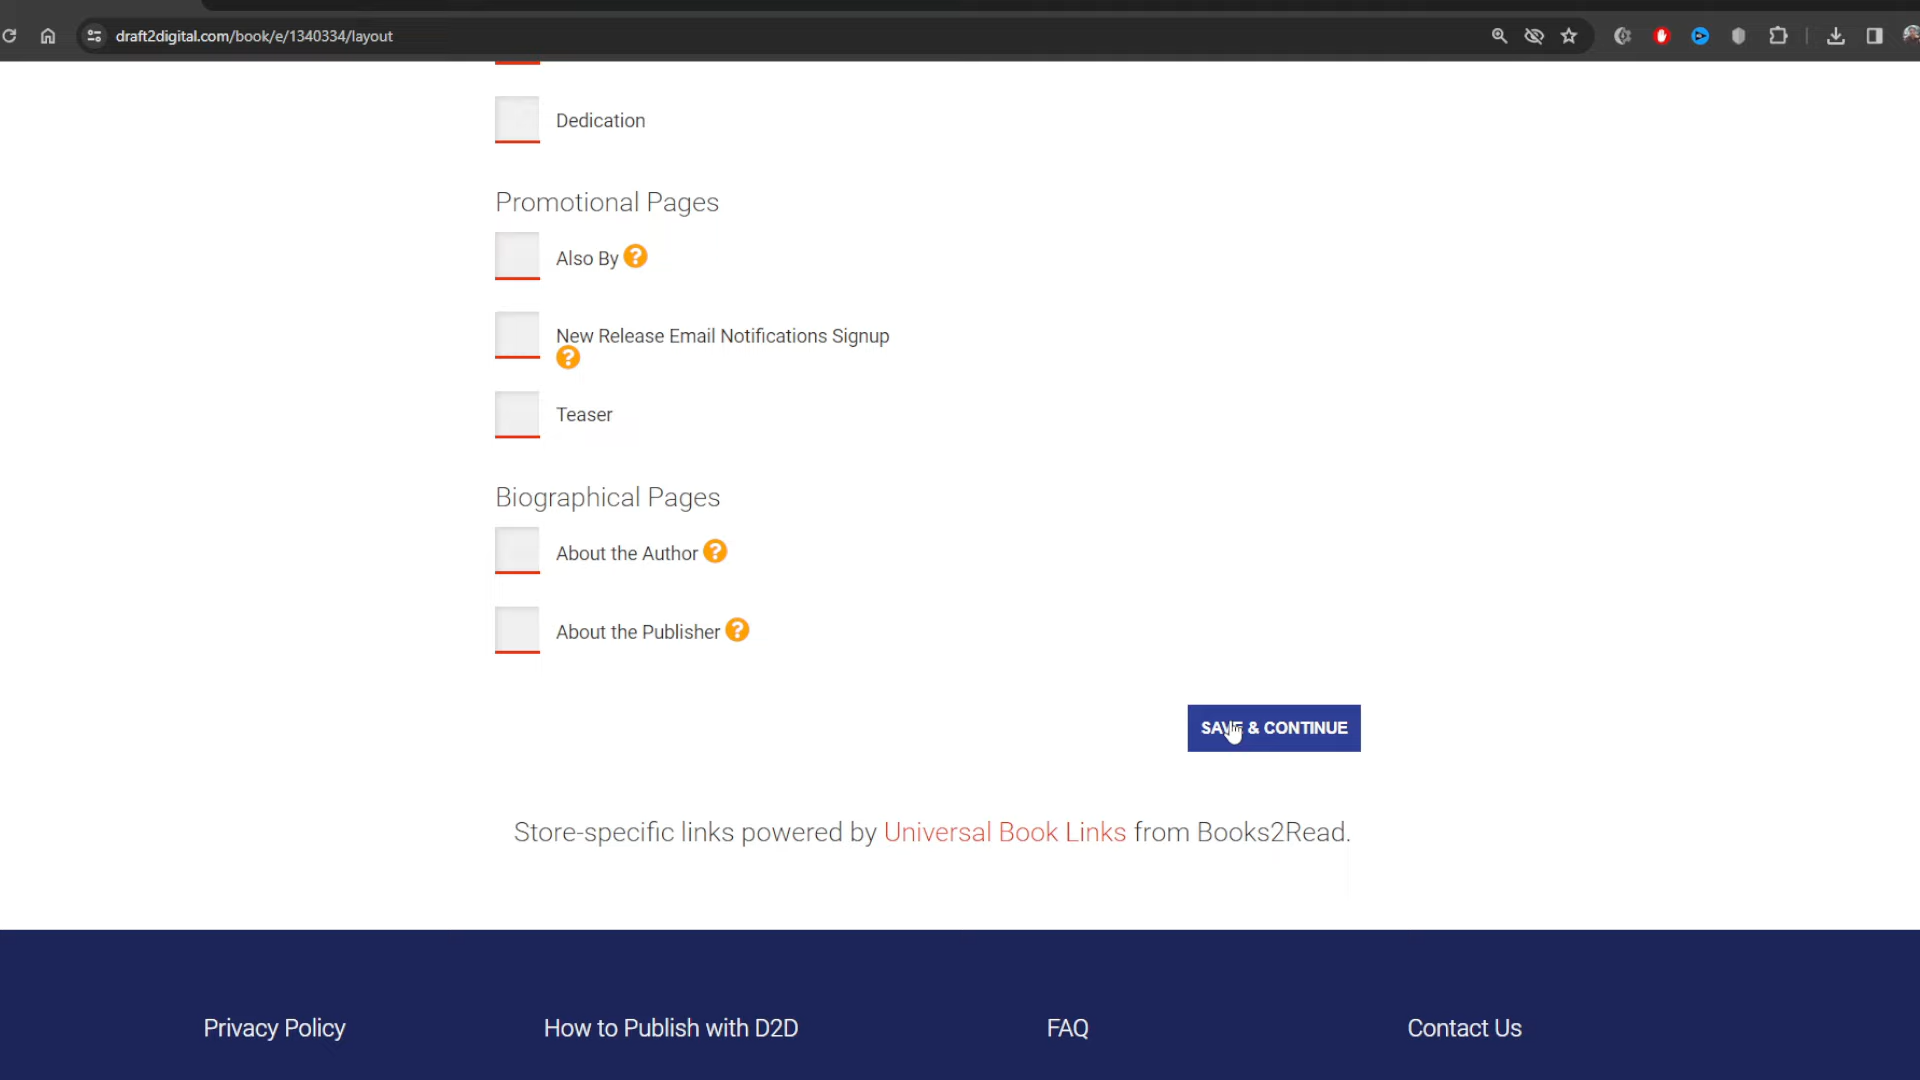 draft2digital.com/book/e/1340334/layout
Dedication
Promotional Pages
Also By ?
New Release Email Notifications Signup
?
Teaser
Biographical Pages
About the Author ?
About the Publisher ?
SAVE & CONTINUE
Store-specific links powered by Universal Book Links from Books2Read.
Privacy Policy How to Publish with D2D FAQ Contact Us